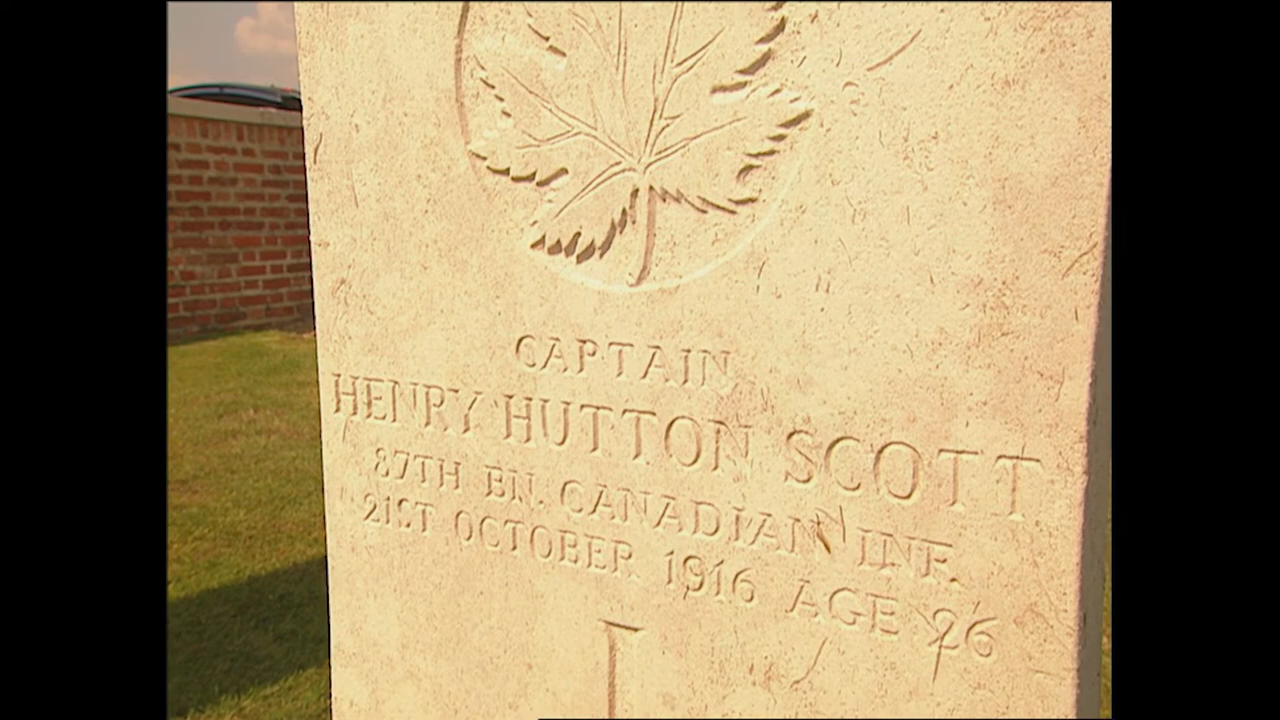 CAPTAIN
HENRY HUTTON SCOTT
87TH BN. CANADIAN INF.
21ST OCTOBER 1916 AGE 26